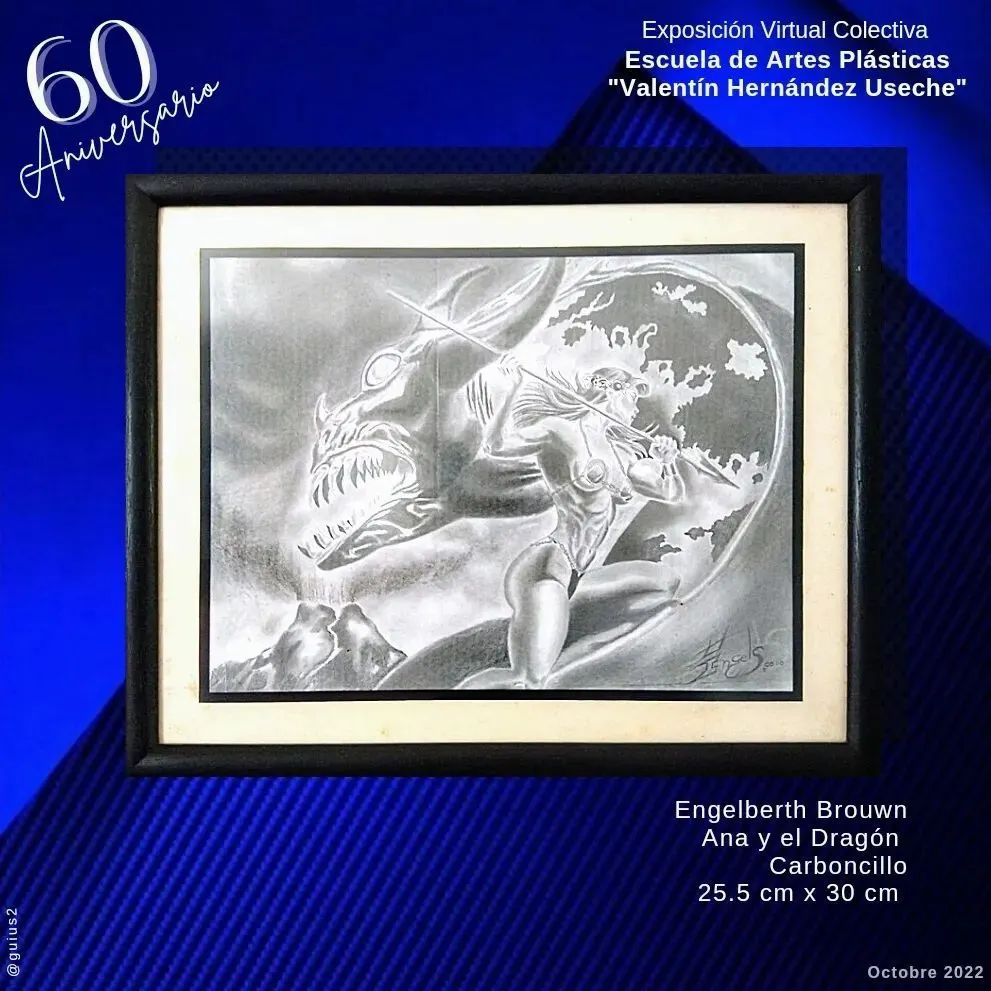 60
Aniversario
Exposición Virtual Colectiva
Escuela de Artes Plásticas
"Valentín Hernández Useche"
Engelberth Brouwn
Ana y el Dragón
Carboncillo
25.5 cm x 30 cm
@guius2
Octobre 2022